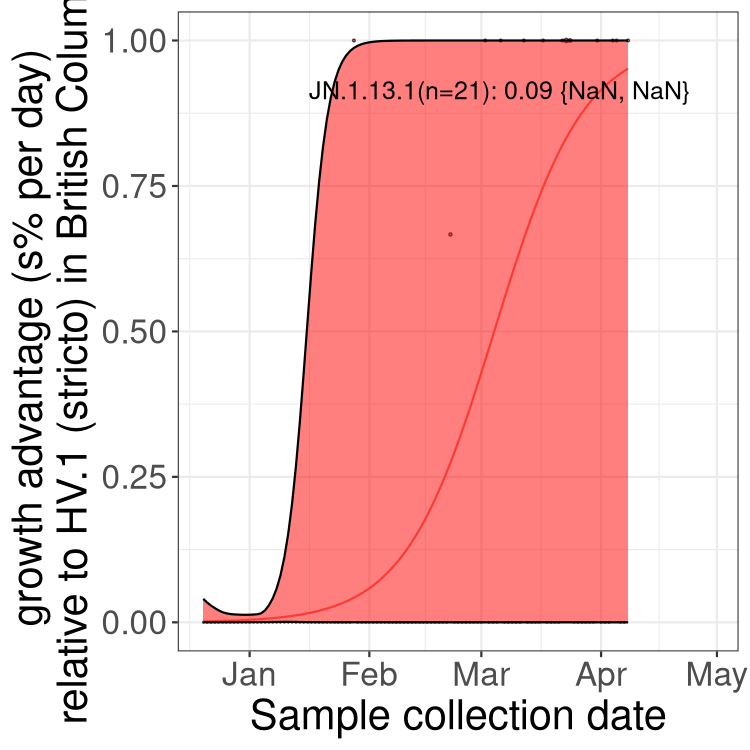 growth advantage (s% per day)
relative to HV.1 (stricto) in British Colum
1.00
0.75
0.50
0.25
0.00
JN.1.13.1(n=21): 0.09 {NaN, NaN}
Jan Feb Mar Apr May
Sample collection date